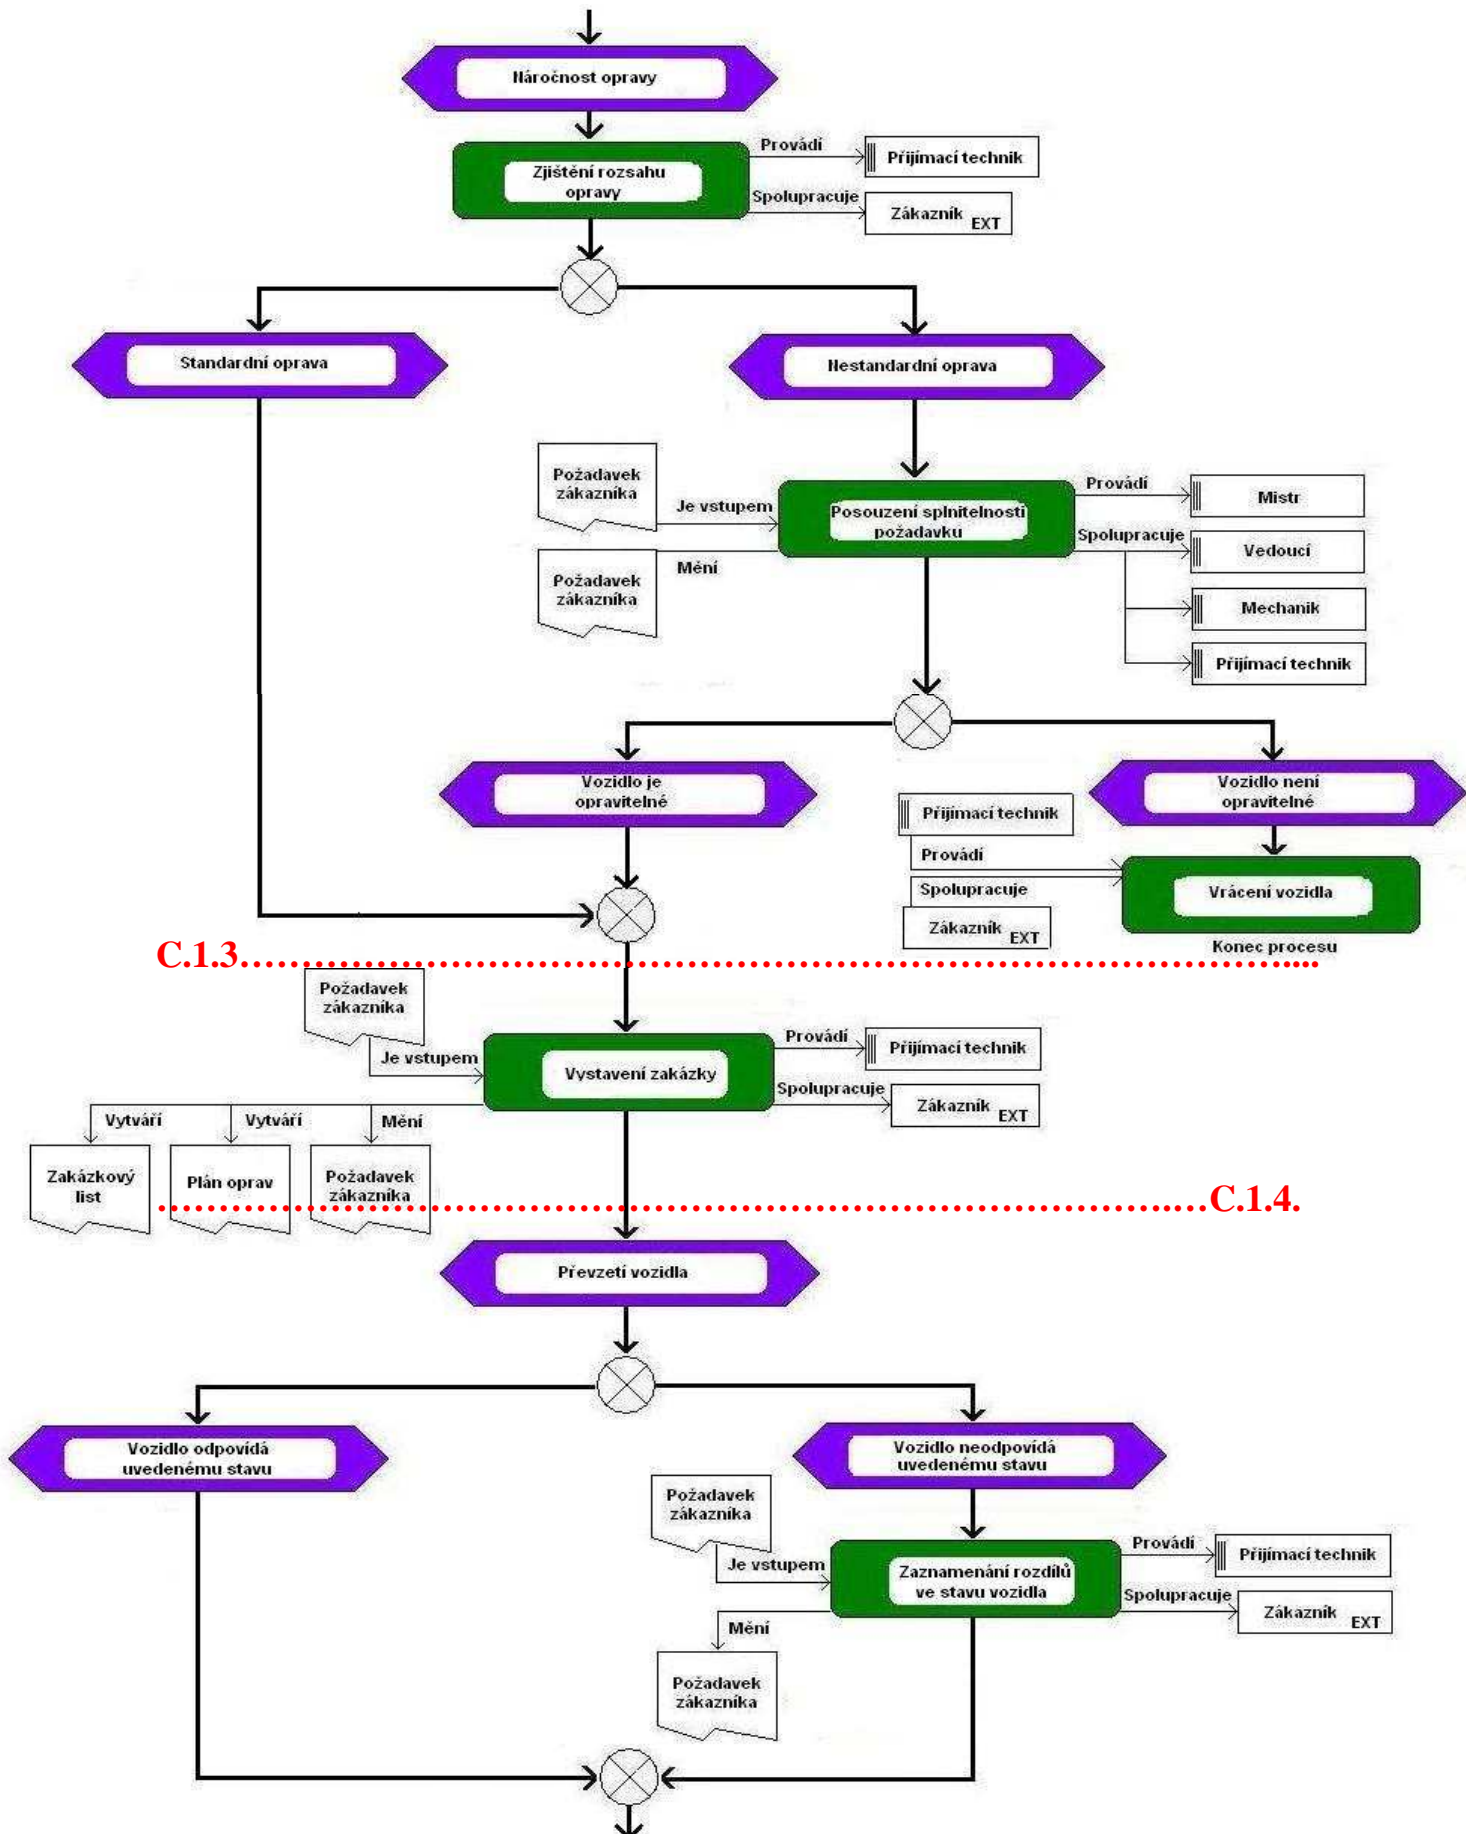 Náročnost opravy
Zjištění rozsahu
opravy
Provádí
Přijímací technik
Spolupracuje
Zákazník
EXT
Standardní oprava
Nestandardní oprava
Požadavek
zákazníka
Je vstupem
Posouzení splnitelnosti
požadavku
Provádí
Mistr
Spolupracuje
Vedoucí
Požadavek
zákazníka
Mění
Mechanik
Přijímací technik
Vozidlo je
opravitelné
Vozidlo není
opravitelné
Přijímací technik
Provádí
Spolupracuje
Zákazník
EXT
Vrácení vozidla
Konec procesu
C.1.3
Požadavek
zákazníka
Je vstupem
Vystavení zakázky
Provádí
Přijímací technik
Spolupracuje
Zákazník
EXT
Vytváří
Vytváří
Mění
Zakázkový
list
Plán oprav
Požadavek
zákazníka
C.1.4.
Převzetí vozidla
Vozidlo odpovídá
uvedenému stavu
Vozidlo neodpovídá
uvedenému stavu
Požadavek
zákazníka
Je vstupem
Zaznamenání rozdílů
ve stavu vozidla
Provádí
Přijímací technik
Spolupracuje
Zákazník
EXT
Mění
Požadavek
zákazníka